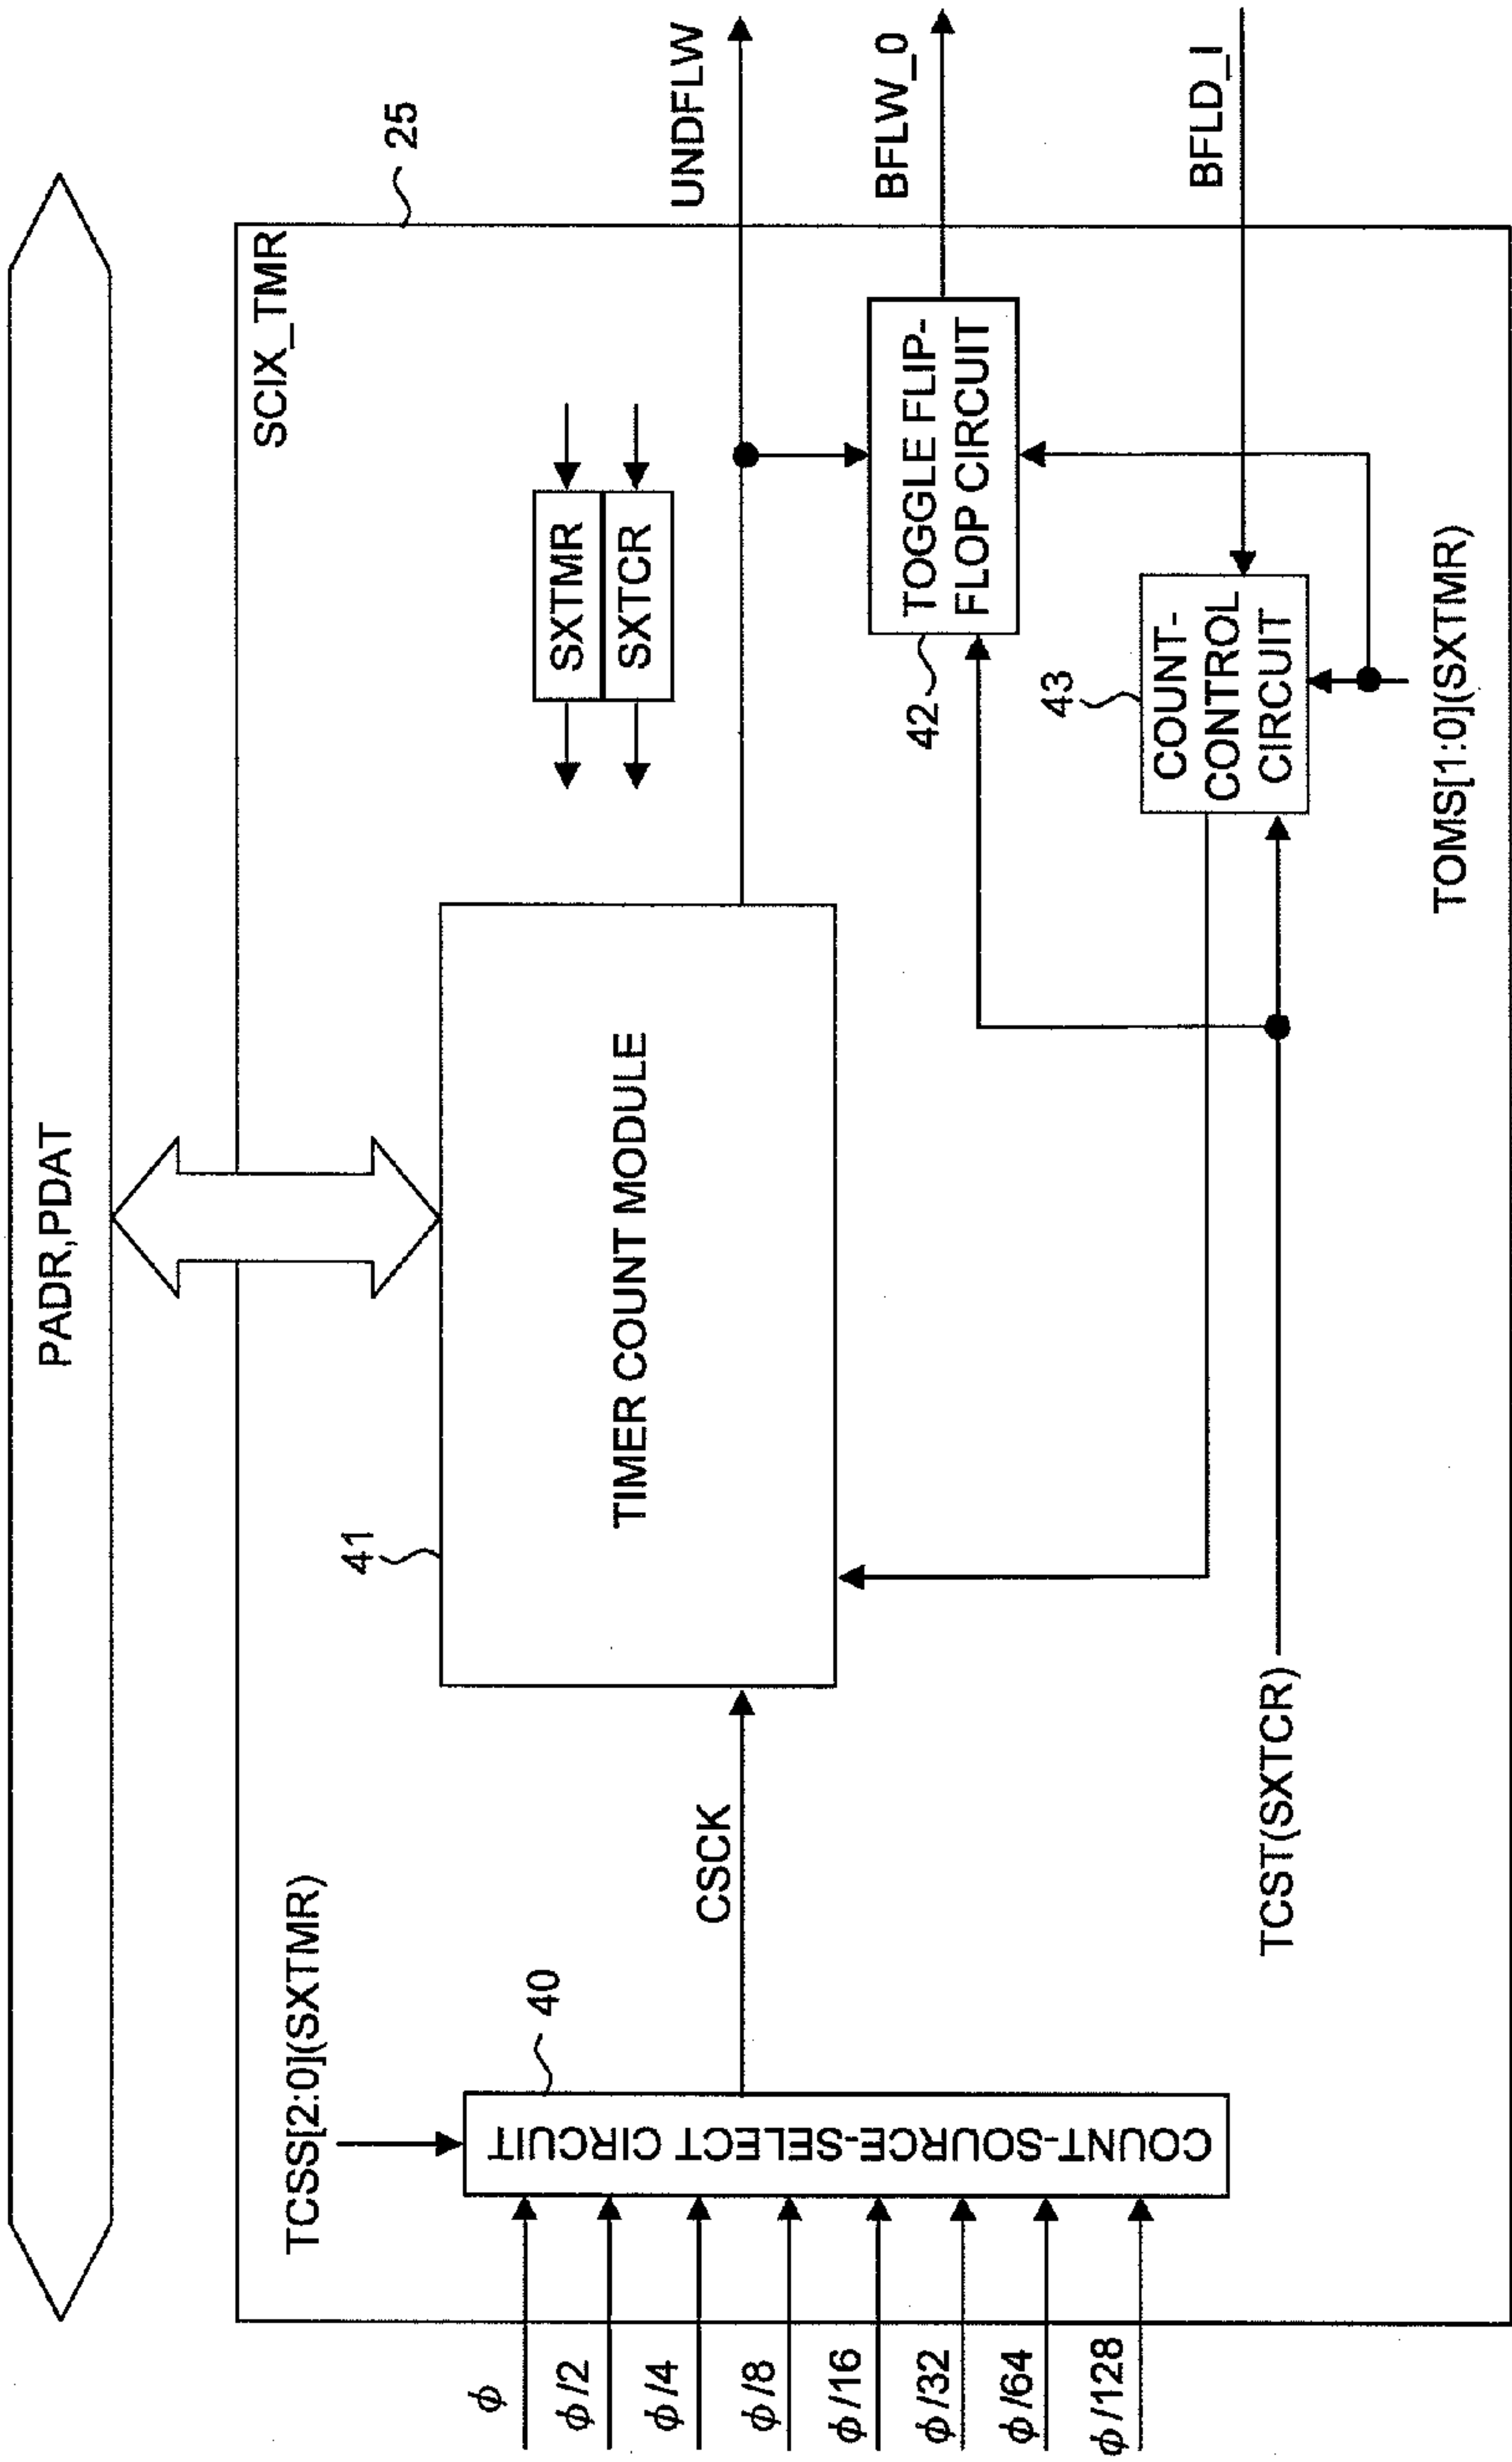 PADR,PDAT
SCIX_TMR
25
TCSS[2:0](SXTMR)
40
COUNT-SOURCE-SELECT CIRCUIT
ϕ
ϕ/2
ϕ/4
ϕ/8
ϕ/16
ϕ/32
ϕ/64
ϕ/128
CSCK
41
TIMER COUNT MODULE
SXTMR
SXTCR
UNDFLW
42
TOGGLE FLIP-
FLOP CIRCUIT
BFLW_0
43
COUNT-
CONTROL
CIRCUIT
BFLD_I
TCST(SXTCR)
TOMS[1:0](SXTMR)